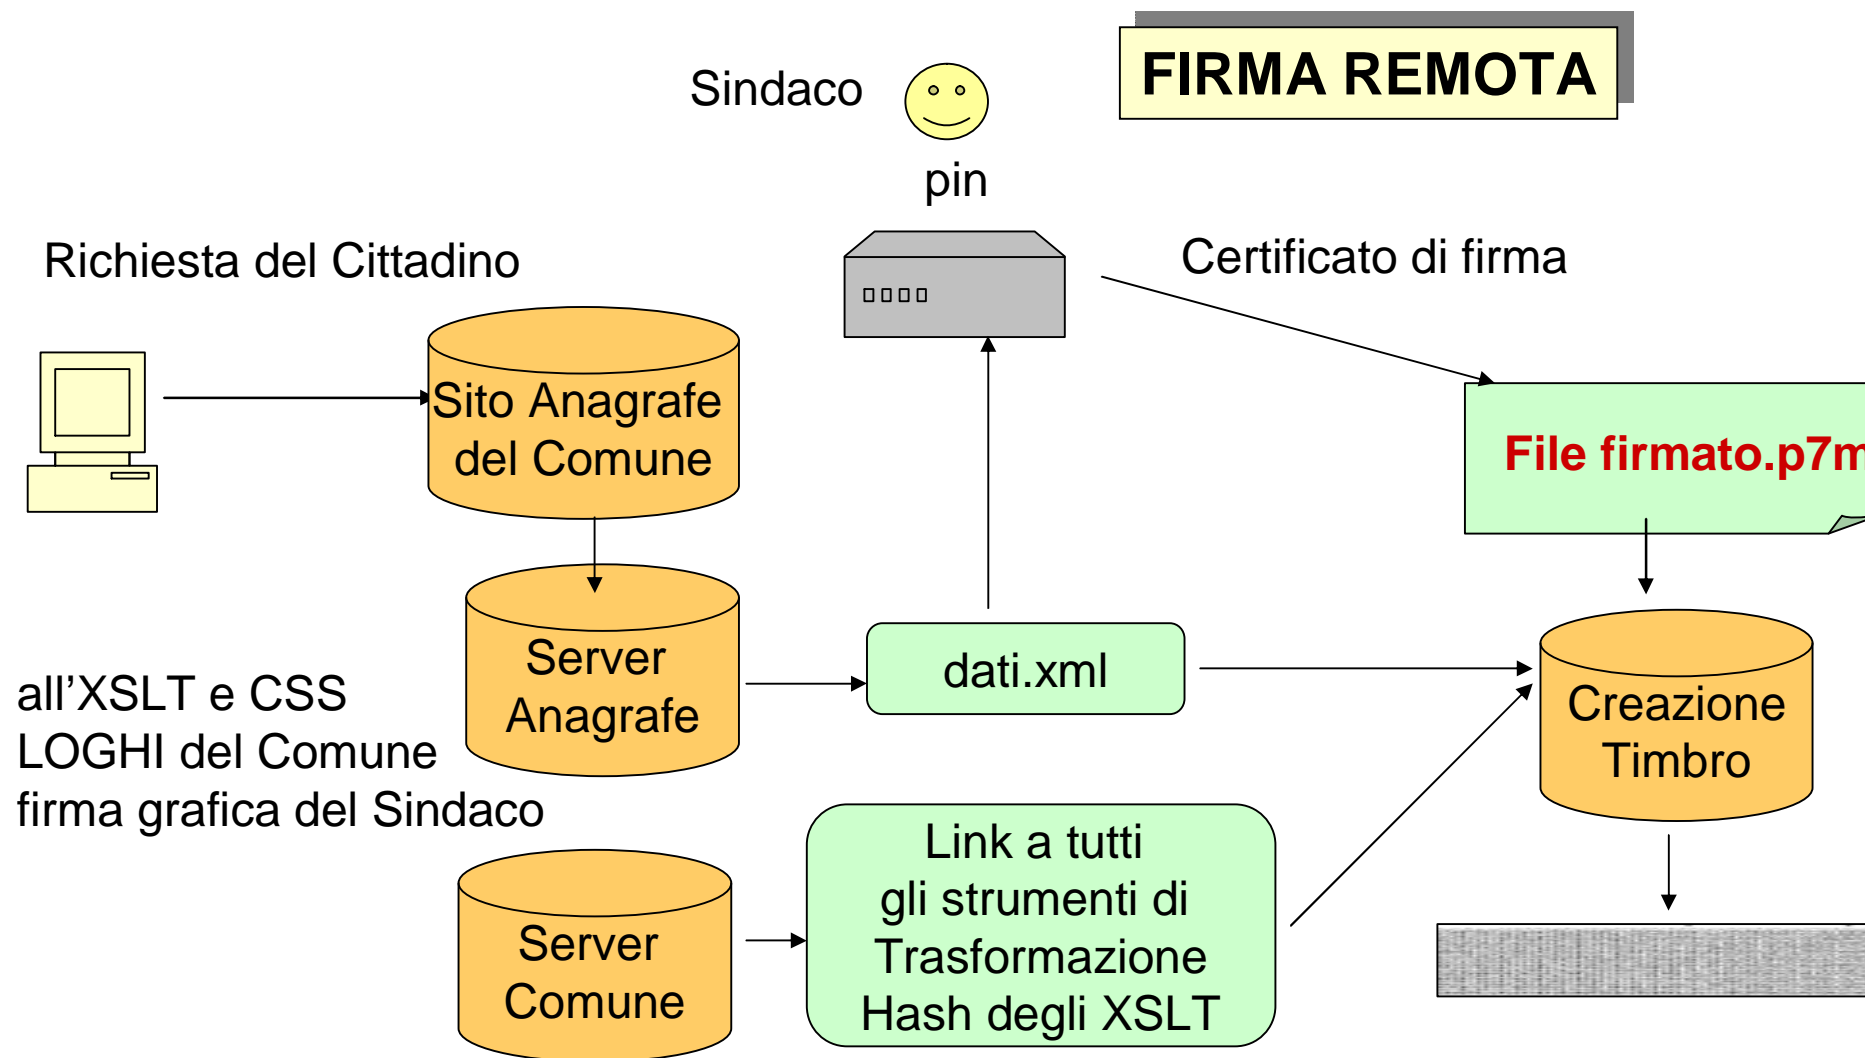 FIRMA REMOTA
Sindaco
pin
Richiesta del Cittadino
Certificato di firma
Sito Anagrafe
del Comune
File firmato.p7m
Server
Anagrafe
dati.xml
Creazione
Timbro
all’XSLT e CSS
LOGHI del Comune
firma grafica del Sindaco
Link a tutti
gli strumenti di
Trasformazione
Hash degli XSLT
Server
Comune